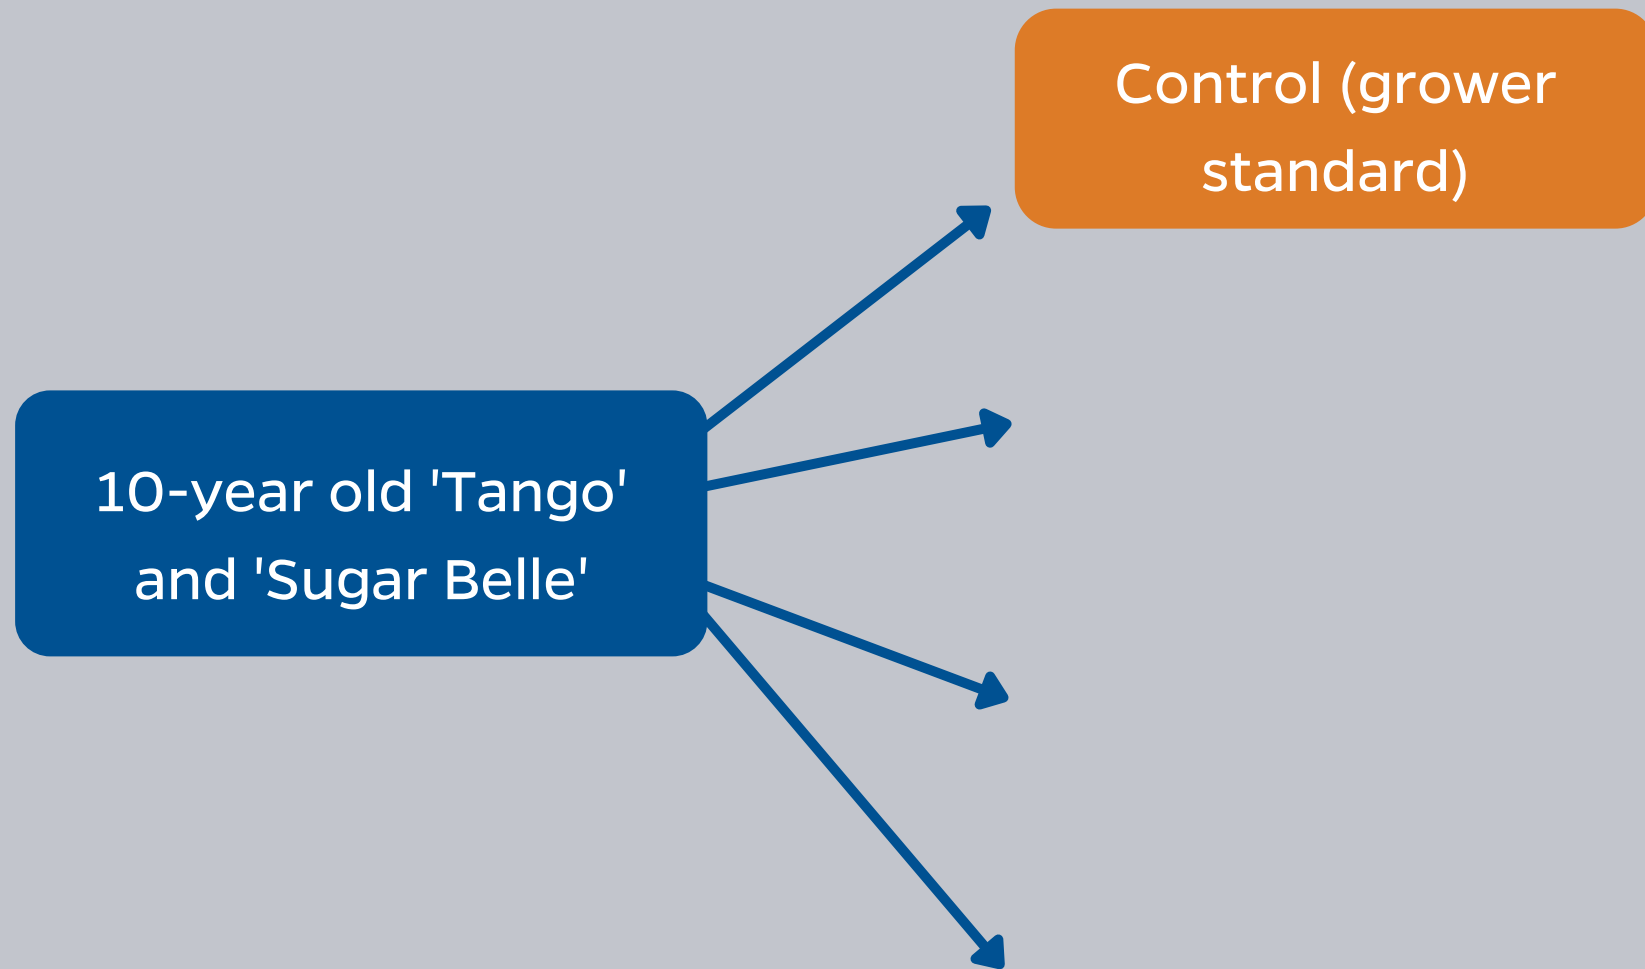 Control (grower
standard)
10-year old 'Tango'
and 'Sugar Belle'